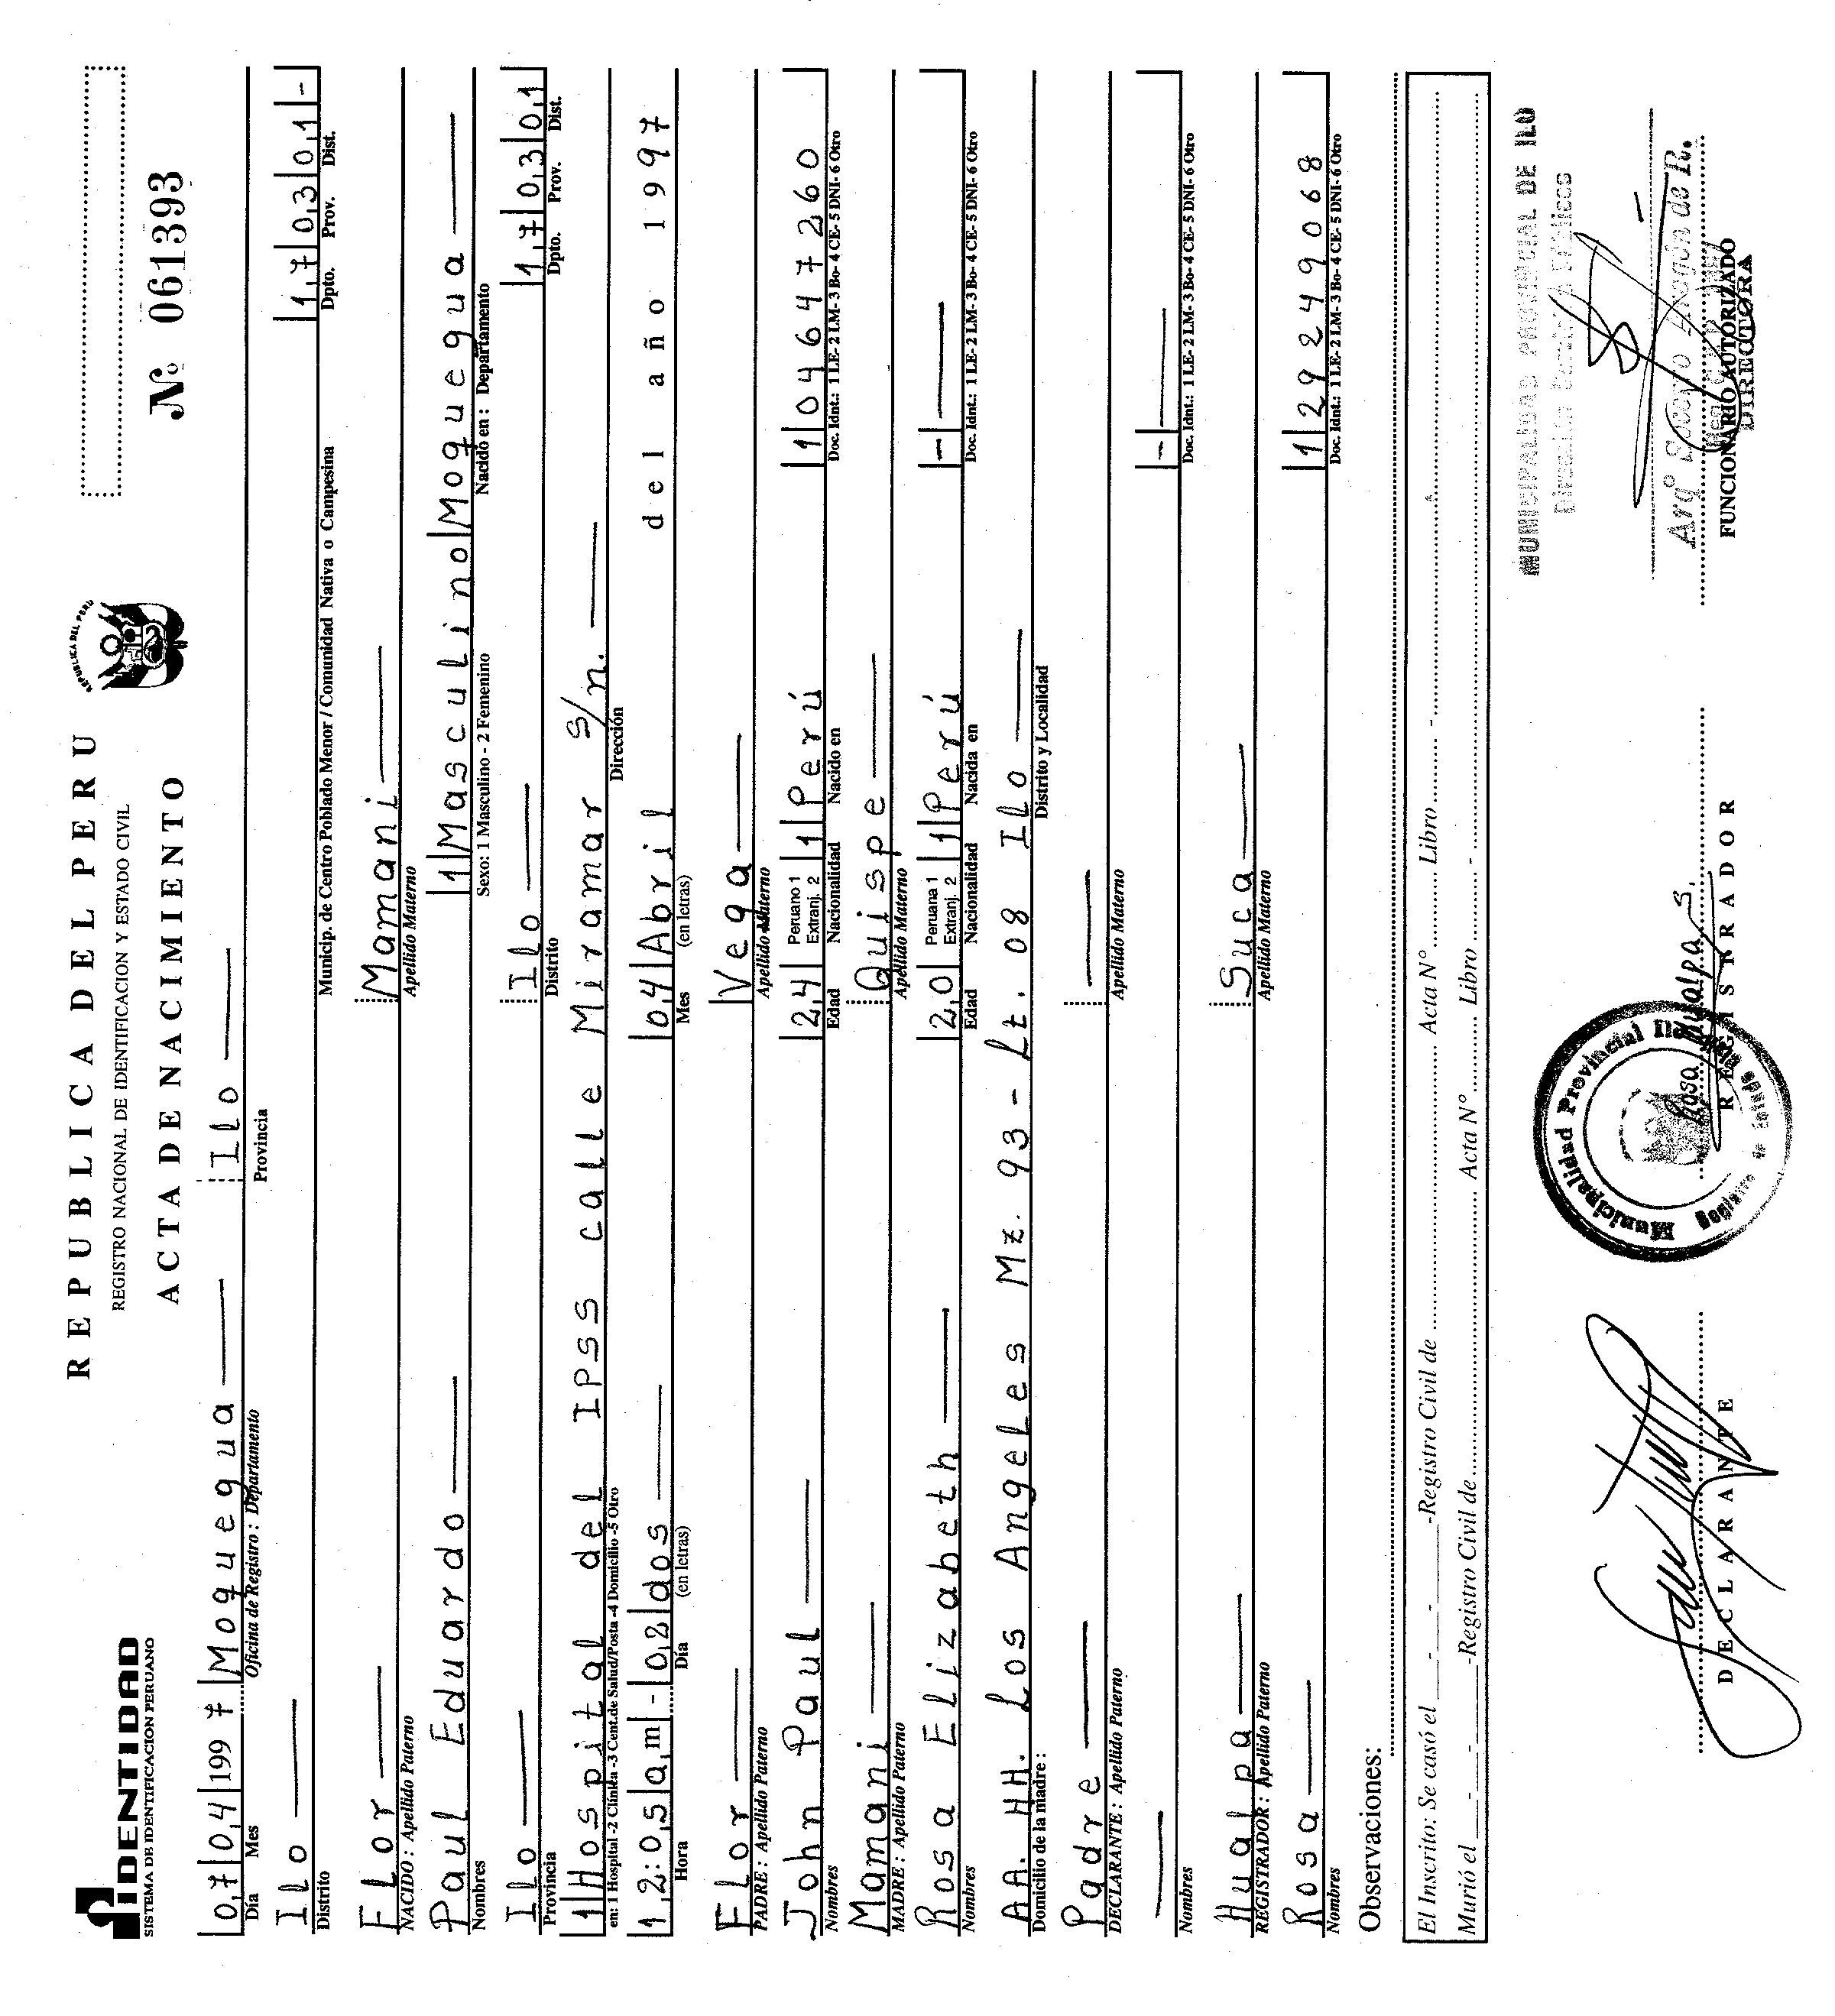 IDENTIDAD
SISTEMA DE IDENTIFICACION PERUANO
REPUBLICA DEL PERU
REPUBLICA DEL PERU
REGISTRO NACIONAL DE IDENTIFICACION Y ESTADO CIVIL
ACTA DE NACIMIENTO
Nº 061393
07 04 1997 Moquegua Ilo
Día Mes Oficina de Registro : Departamento Provincia
Ilo 17 03 01 -
Distrito Municip. de Centro Poblado Menor / Comunidad Nativa o Campesina Dpto. Prov. Dist.
Flor Mamani
NACIDO : Apellido Paterno Apellido Materno
Paul Eduardo 1 Masculino Moquegua
Nombres Sexo: 1 Masculino - 2 Femenino Nacido en : Departamento
Ilo Ilo 17 03 01
Provincia Distrito Dpto. Prov. Dist.
1 Hospital del IPSS calle Miramar s/n.
en: 1 Hospital -2 Clínica -3 Cent.de Salud/Posta -4 Domicilio -5 Otro Dirección
12:05 am - 02 dos 04 Abril del año 1997
Hora Día (en letras) Mes (en letras)
Flor Vega
PADRE : Apellido Paterno Apellido Materno
John Paul 24 Peruano 1 Extranj. 2 1 Perú 1 04647260
Nombres Edad Nacionalidad Nacido en Doc. Idnt.: 1 LE- 2 LM- 3 Bo- 4 CE- 5 DNI- 6 Otro
Mamani Quispe
MADRE : Apellido Paterno Apellido Materno
Rosa Elizabeth 20 Peruana 1 Extranj. 2 1 Perú -
Nombres Edad Nacionalidad Nacida en Doc. Idnt.: 1 LE- 2 LM- 3 Bo- 4 CE- 5 DNI- 6 Otro
AA. HH. Los Angeles Mz. 93 - Lt. 08 Ilo
Domicilio de la madre : Distrito y Localidad
Padre
DECLARANTE : Apellido Paterno Apellido Materno
-
Nombres Doc. Idnt.: 1 LE- 2 LM- 3 Bo- 4 CE- 5 DNI- 6 Otro
Hualpa Suca
REGISTRADOR : Apellido Paterno Apellido Materno
Rosa 1 29249068
Nombres Doc. Idnt.: 1 LE- 2 LM- 3 Bo- 4 CE- 5 DNI- 6 Otro
Observaciones:
El Inscrito: Se casó el - - -Registro Civil de Acta Nº Libro -
Murió el - - -Registro Civil de Acta Nº Libro -
MUNICIPALIDAD PROVINCIAL DE ILO
Municipalidad Provincial Ilo
Registro de
Rosa Hualpa S.
DECLARANTE
REGISTRADOR
FUNCIONARIO AUTORIZADO
DIRECTORA